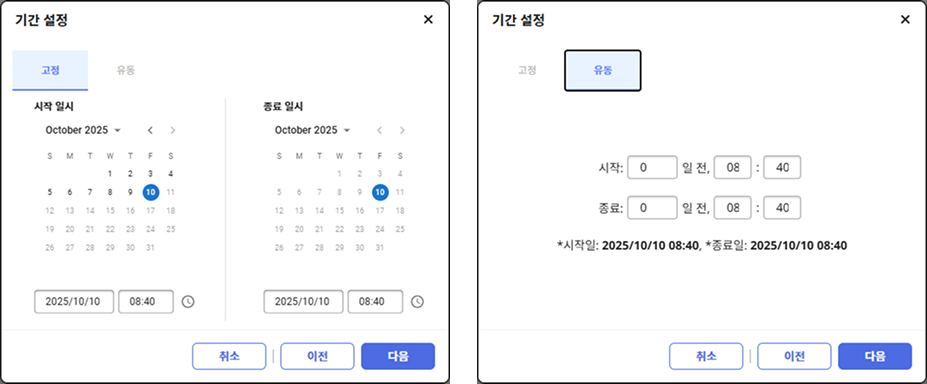 기간 설정
고정 유동
시작 일시 종료 일시
October 2025 October 2025
S M T W T F S S M T W T F S
1 2 3 4 1 2 3 4
5 6 7 8 9 10 11 5 6 7 8 9 10 11
12 13 14 15 16 17 18 12 13 14 15 16 17 18
19 20 21 22 23 24 25 19 20 21 22 23 24 25
26 27 28 29 30 31 26 27 28 29 30 31
2025/10/10 08:40 2025/10/10 08:40
취소 이전 다음
기간 설정
고정 유동
시작: 0 일 전, 08 : 40
종료: 0 일 전, 08 : 40
*시작일: 2025/10/10 08:40, *종료일: 2025/10/10 08:40
취소 이전 다음